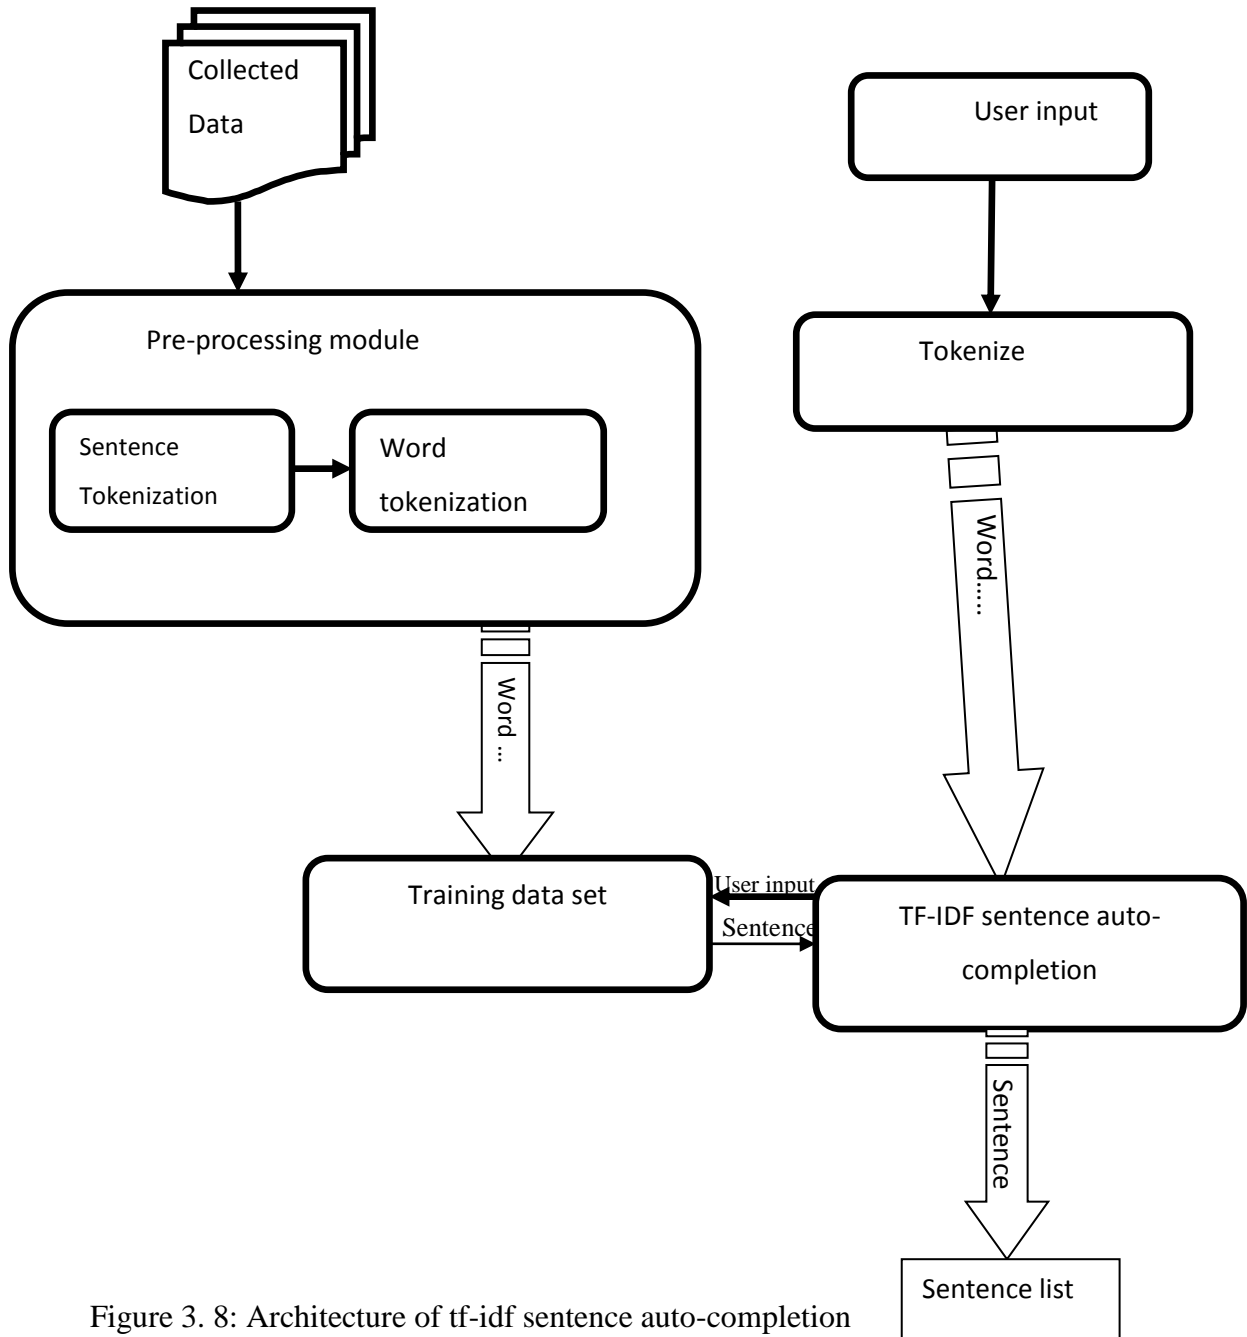 Collected
Data
User input
Pre-processing module
Tokenize
Sentence
Tokenization
Word
tokenization
Word.....
Word ...
Training data set
User input
Sentence
TF-IDF sentence auto-
completion
Sentence
Sentence list
Figure 3. 8: Architecture of tf-idf sentence auto-completion